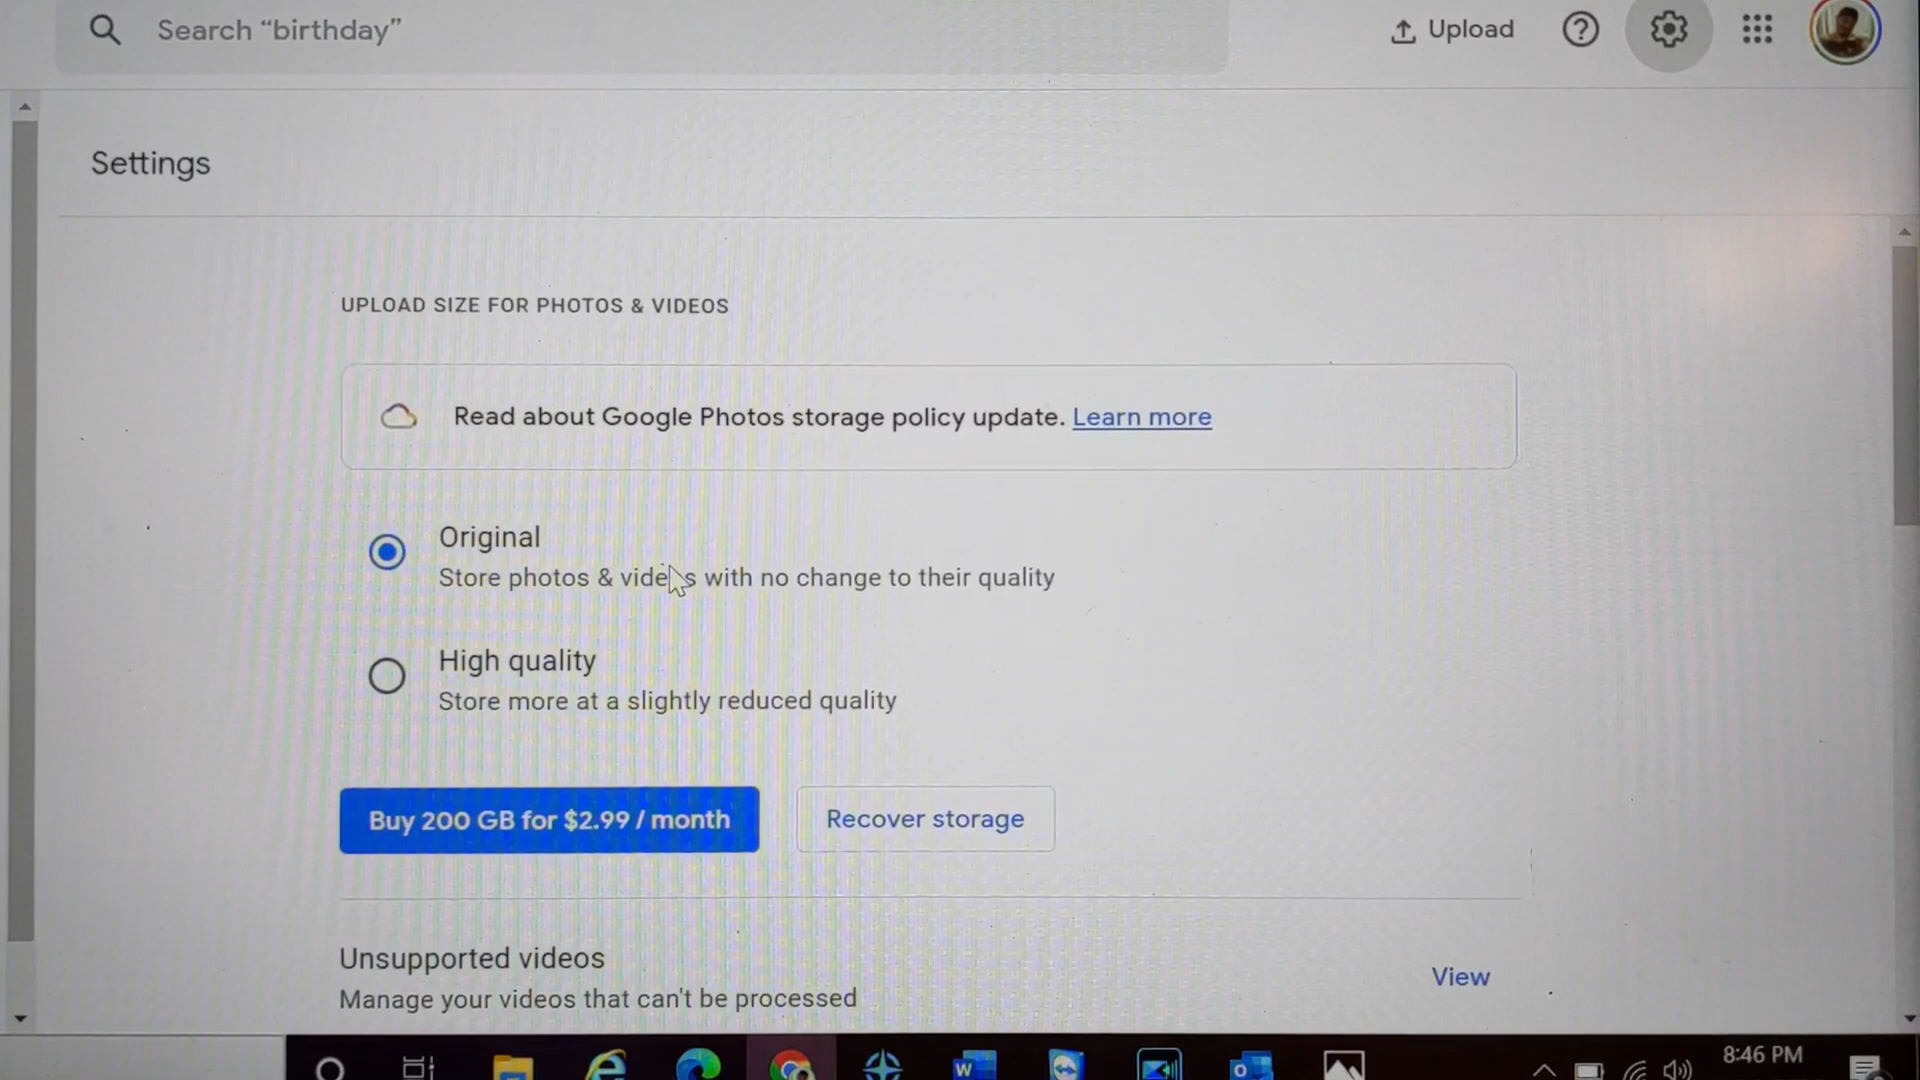 Search “birthday”
Upload
Settings
UPLOAD SIZE FOR PHOTOS & VIDEOS
Read about Google Photos storage policy update. Learn more
Original
Store photos & videos with no change to their quality
High quality
Store more at a slightly reduced quality
Buy 200 GB for $2.99 / month
Recover storage
Unsupported videos
View
Manage your videos that can't be processed
8:46 PM